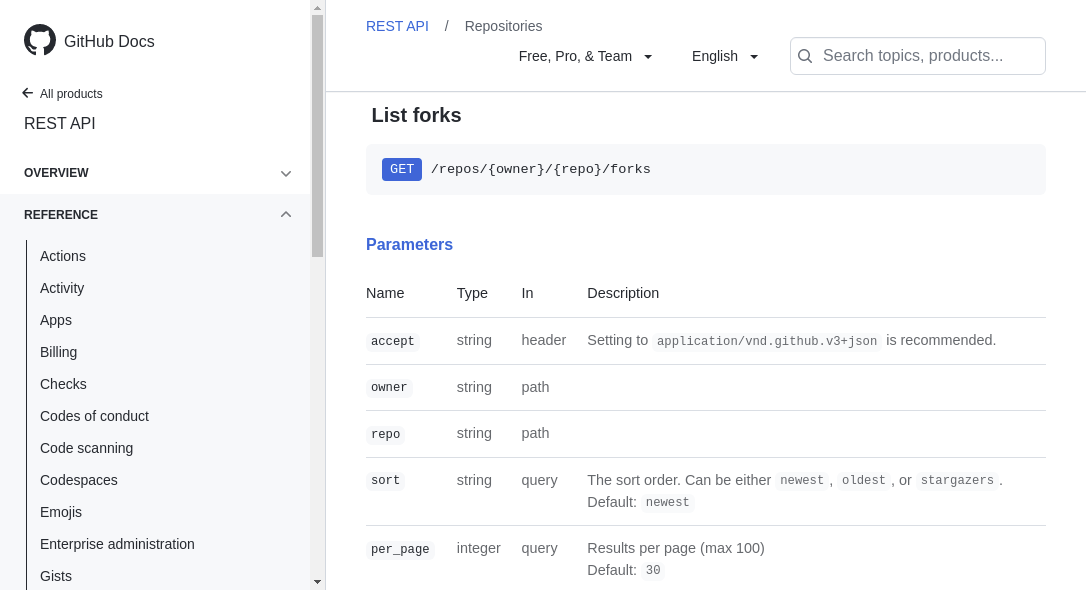 GitHub Docs
All products
REST API
OVERVIEW
REFERENCE
Actions
Activity
Apps
Billing
Checks
Codes of conduct
Code scanning
Codespaces
Emojis
Enterprise administration
Gists
REST API / Repositories
Free, Pro, & Team English Search topics, products...
List forks
GET /repos/{owner}/{repo}/forks
Parameters
Name Type In Description
accept string header Setting to application/vnd.github.v3+json is recommended.
owner string path
repo string path
sort string query The sort order. Can be either newest, oldest, or stargazers.
Default: newest
per_page integer query Results per page (max 100)
Default: 30